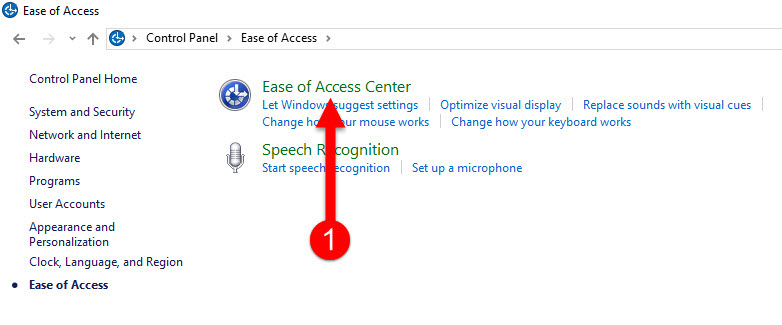 Ease of Access
Control Panel > Ease of Access >
Control Panel Home
System and Security
Network and Internet
Hardware
Programs
User Accounts
Appearance and
Personalization
Clock, Language, and Region
Ease of Access
Ease of Access Center
Let Windows suggest settings Optimize visual display Replace sounds with visual cues
Change how your mouse works Change how your keyboard works
Speech Recognition
Start speech recognition Set up a microphone
1